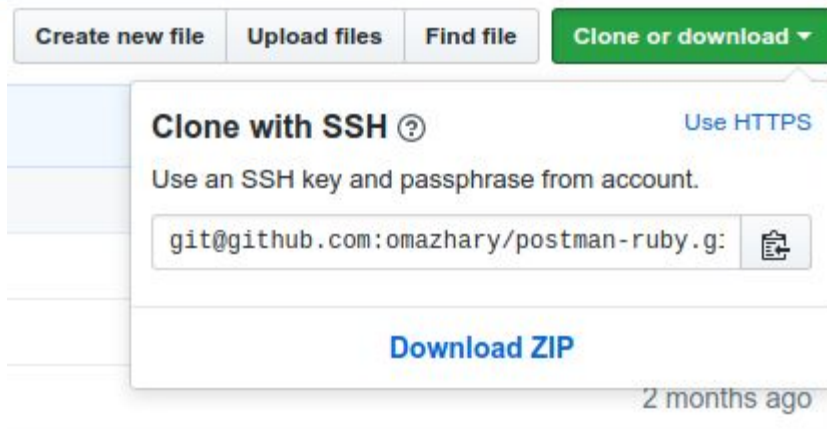 Create new file Upload files Find file Clone or download
Clone with SSH Use HTTPS
Use an SSH key and passphrase from account.
git@github.com:omazhary/postman-ruby.gi
Download ZIP
2 months ago